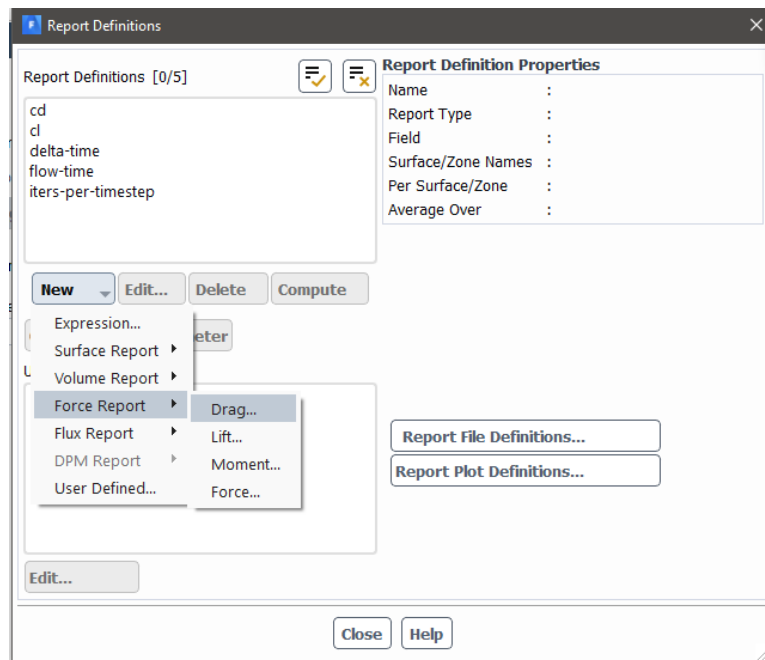 Report Definitions
Report Definitions [0/5]
cd
cl
delta-time
flow-time
iters-per-timestep
New
Edit...
Delete
Compute
Expression...
Surface Report
Volume Report
Force Report
Flux Report
DPM Report
User Defined...
Drag...
Lift...
Moment...
Force...
Edit...
Report Definition Properties
Name :
Report Type :
Field :
Surface/Zone Names :
Per Surface/Zone :
Average Over :
Report File Definitions...
Report Plot Definitions...
Close
Help